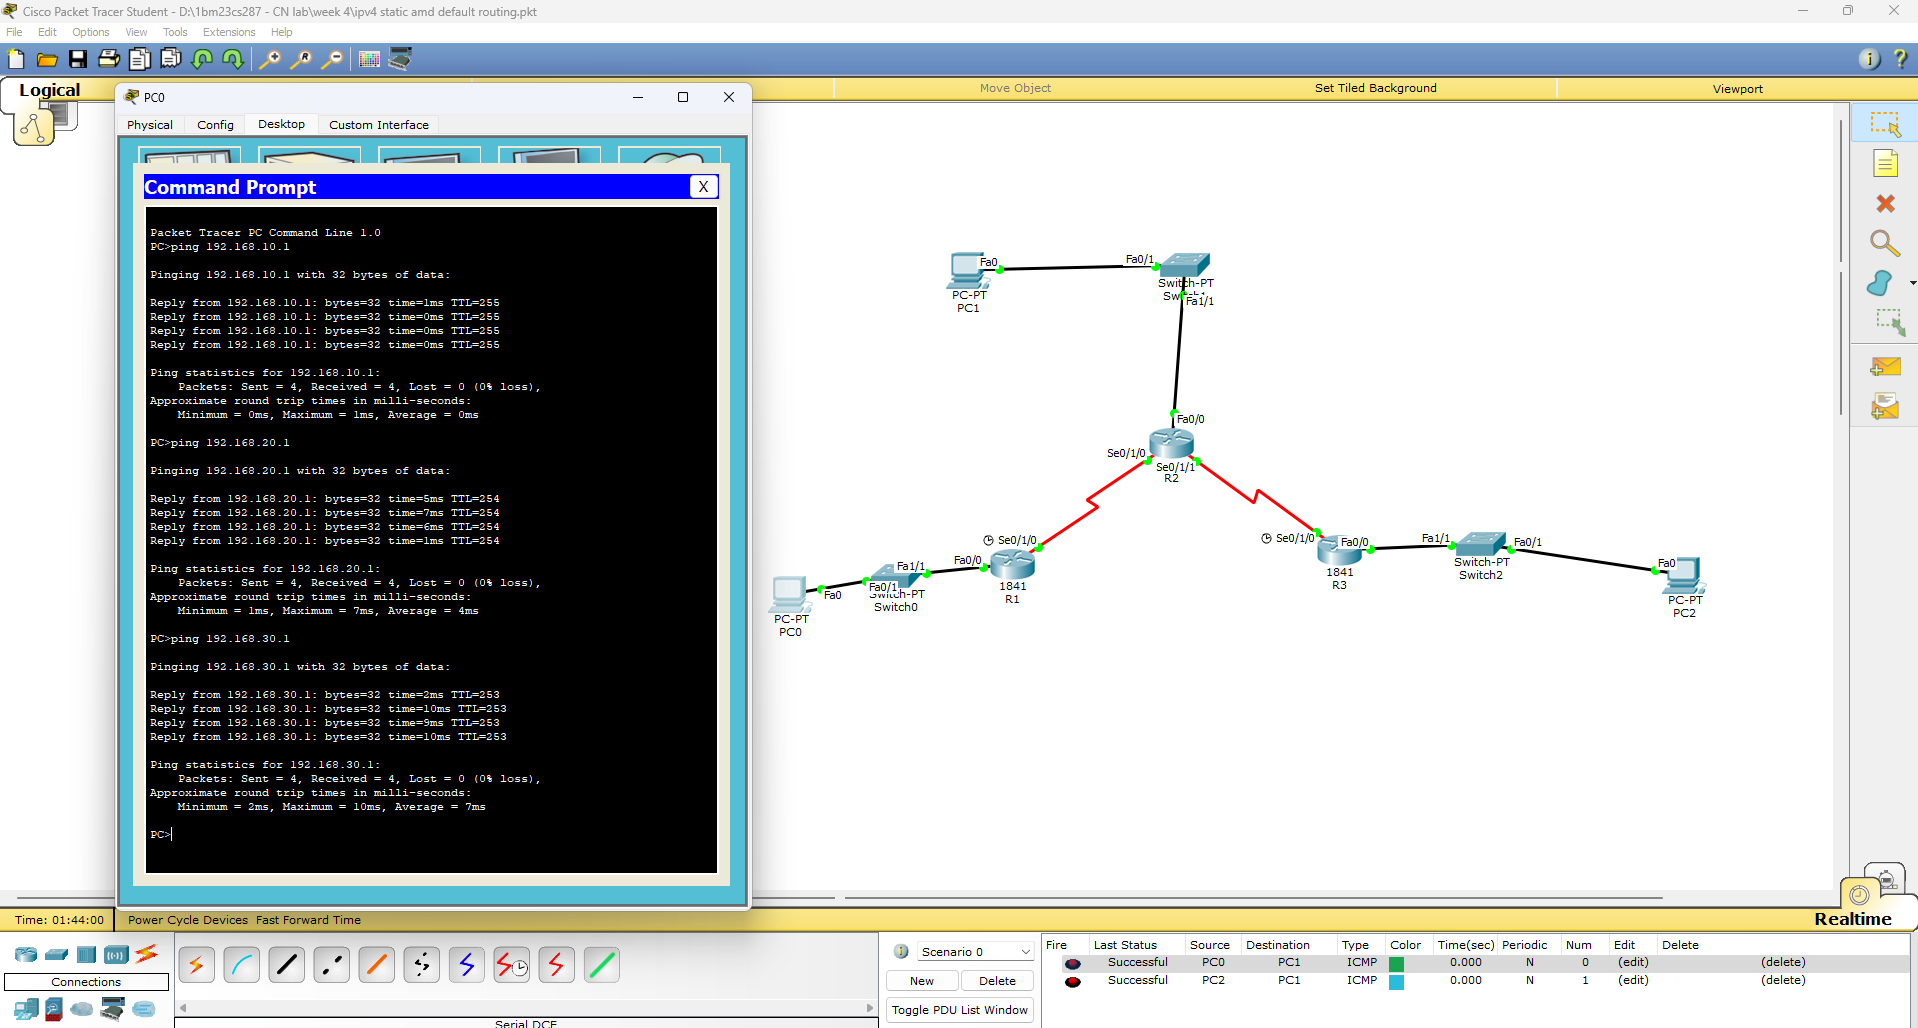 Cisco Packet Tracer Student - D:\1bm23cs287 - CN lab\week 4\ipv4 static amd default routing.pkt
File Edit Options View Tools Extensions Help
Logical
Move Object
Set Tiled Background
Viewport
PC0
Physical Config Desktop Custom Interface
Command Prompt
X
Packet Tracer PC Command Line 1.0
PC>ping 192.168.10.1
Pinging 192.168.10.1 with 32 bytes of data:
Reply from 192.168.10.1: bytes=32 time=1ms TTL=255
Reply from 192.168.10.1: bytes=32 time=0ms TTL=255
Reply from 192.168.10.1: bytes=32 time=0ms TTL=255
Reply from 192.168.10.1: bytes=32 time=0ms TTL=255
Ping statistics for 192.168.10.1:
Packets: Sent = 4, Received = 4, Lost = 0 (0% loss),
Approximate round trip times in milli-seconds:
Minimum = 0ms, Maximum = 1ms, Average = 0ms
PC>ping 192.168.20.1
Pinging 192.168.20.1 with 32 bytes of data:
Reply from 192.168.20.1: bytes=32 time=5ms TTL=254
Reply from 192.168.20.1: bytes=32 time=7ms TTL=254
Reply from 192.168.20.1: bytes=32 time=6ms TTL=254
Reply from 192.168.20.1: bytes=32 time=1ms TTL=254
Ping statistics for 192.168.20.1:
Packets: Sent = 4, Received = 4, Lost = 0 (0% loss),
Approximate round trip times in milli-seconds:
Minimum = 1ms, Maximum = 7ms, Average = 4ms
PC>ping 192.168.30.1
Pinging 192.168.30.1 with 32 bytes of data:
Reply from 192.168.30.1: bytes=32 time=2ms TTL=253
Reply from 192.168.30.1: bytes=32 time=10ms TTL=253
Reply from 192.168.30.1: bytes=32 time=9ms TTL=253
Reply from 192.168.30.1: bytes=32 time=10ms TTL=253
Ping statistics for 192.168.30.1:
Packets: Sent = 4, Received = 4, Lost = 0 (0% loss),
Approximate round trip times in milli-seconds:
Minimum = 2ms, Maximum = 10ms, Average = 7ms
PC>
Fa0
PC-PT
PC1
Fa0/1
Switch-PT
Fa1/1
Fa0/0
Se0/1/0
Se0/1/1
R2
Se0/1/0
Fa0/0
1841
R1
Fa1/1
Fa0/1
Switch-PT
Switch0
Fa0
PC-PT
PC0
Se0/1/0
Fa0/0
1841
R3
Fa1/1
Fa0/1
Switch-PT
Switch2
Fa0
PC-PT
PC2
Time: 01:44:00 Power Cycle Devices Fast Forward Time
Realtime
Connections
Serial DCE
Scenario 0
New Delete
Toggle PDU List Window
Fire Last Status Source Destination Type Color Time(sec) Periodic Num Edit Delete
Successful PC0 PC1 ICMP 0.000 N 0 (edit) (delete)
Successful PC2 PC1 ICMP 0.000 N 1 (edit) (delete)